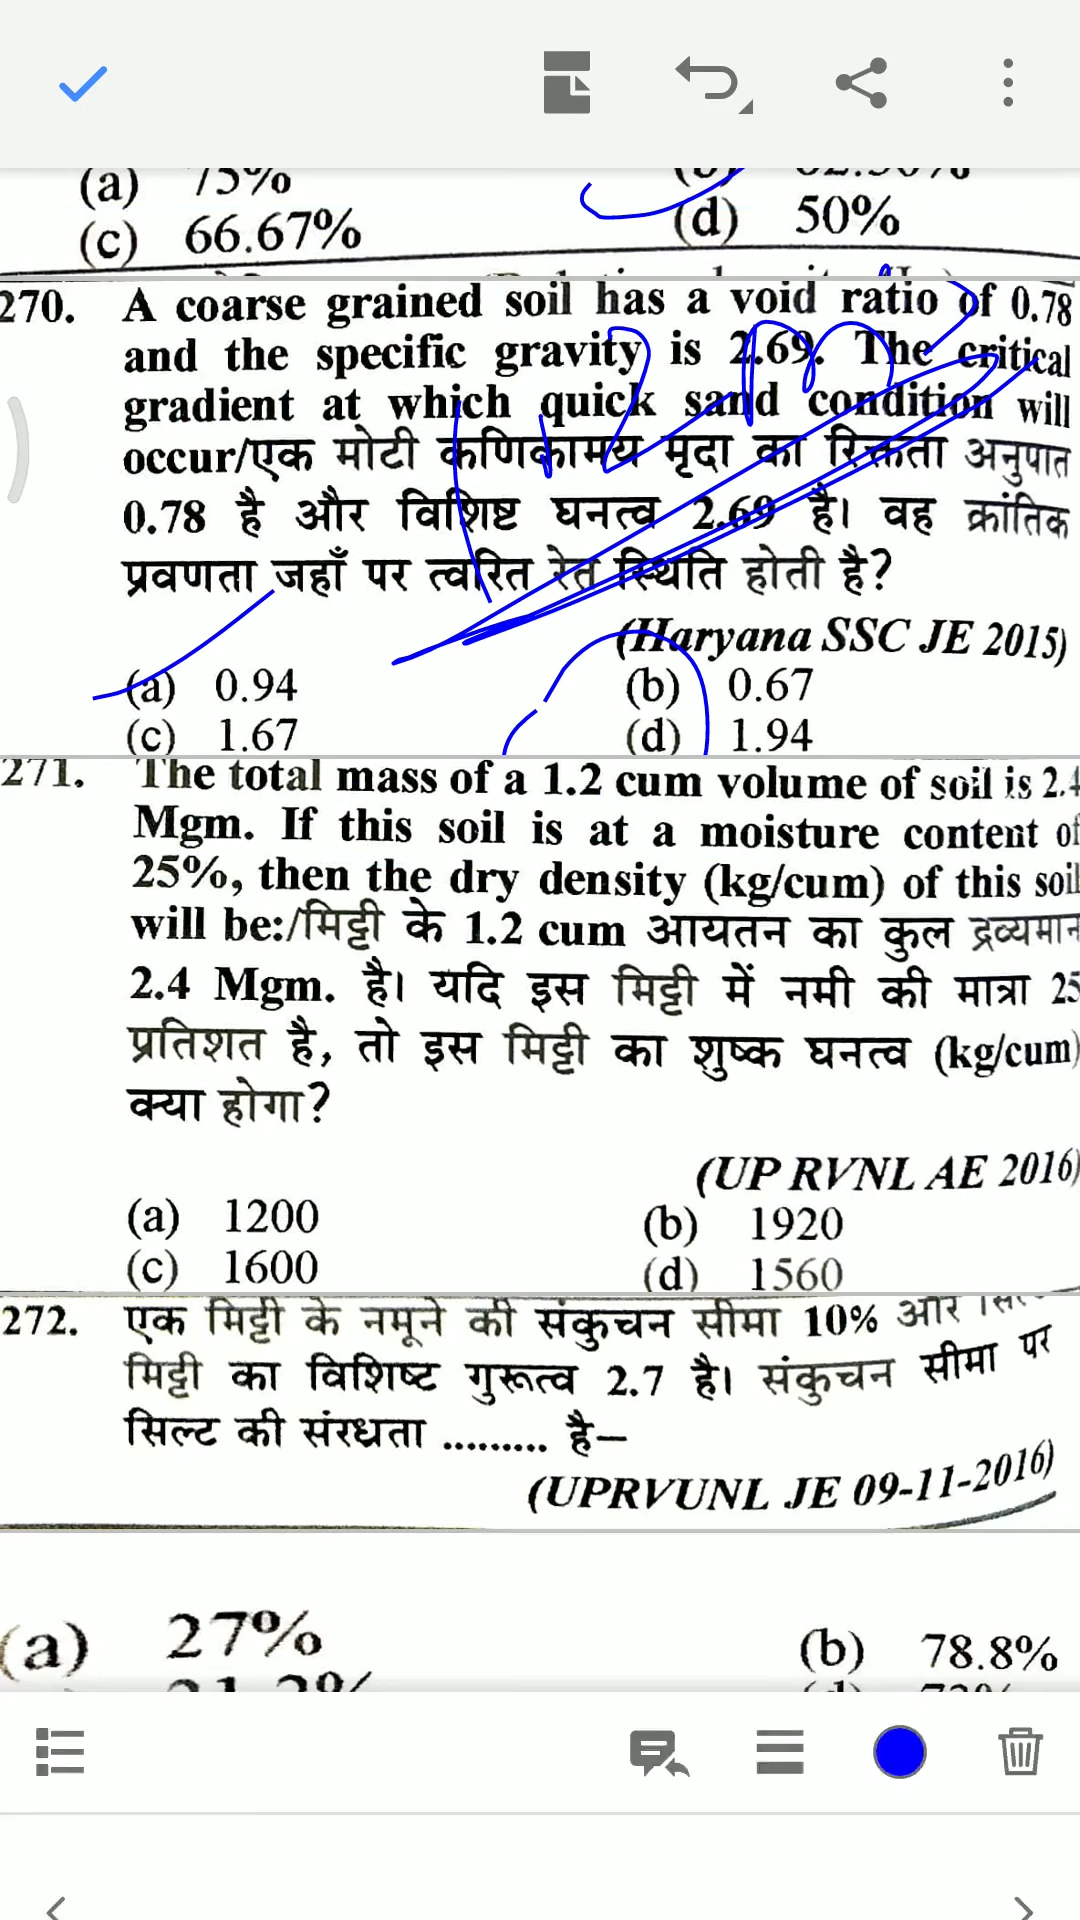 (a) 75%
(c) 66.67% (d) 50%
270. A coarse grained soil has a void ratio of 0.78
and the specific gravity is 2.69. The critical
gradient at which quick sand condition will
occur/एक मोटी कणिकामय मृदा का रिक्तता अनुपात
0.78 है और विशिष्ट घनत्व 2.69 है। वह क्रांतिक
प्रवणता जहाँ पर त्वरित रेत स्थिति होती है?
(Haryana SSC JE 2015)
(a) 0.94 (b) 0.67
(c) 1.67 (d) 1.94
271. The total mass of a 1.2 cum volume of soil is 2.4
Mgm. If this soil is at a moisture content of
25%, then the dry density (kg/cum) of this soil
will be:/मिट्टी के 1.2 cum आयतन का कुल द्रव्यमान
2.4 Mgm. है। यदि इस मिट्टी में नमी की मात्रा 25
प्रतिशत है, तो इस मिट्टी का शुष्क घनत्व (kg/cum)
क्या होगा?
(UP RVNL AE 2016)
(a) 1200 (b) 1920
(c) 1600 (d) 1560
272. एक मिट्टी के नमूने की संकुचन सीमा 10% और
मिट्टी का विशिष्ट गुरूत्व 2.7 है। संकुचन सीमा पर
सिल्ट की संरध्रता ......... है–
(UPRVUNL JE 09-11-2016)
(a) 27% (b) 78.8%